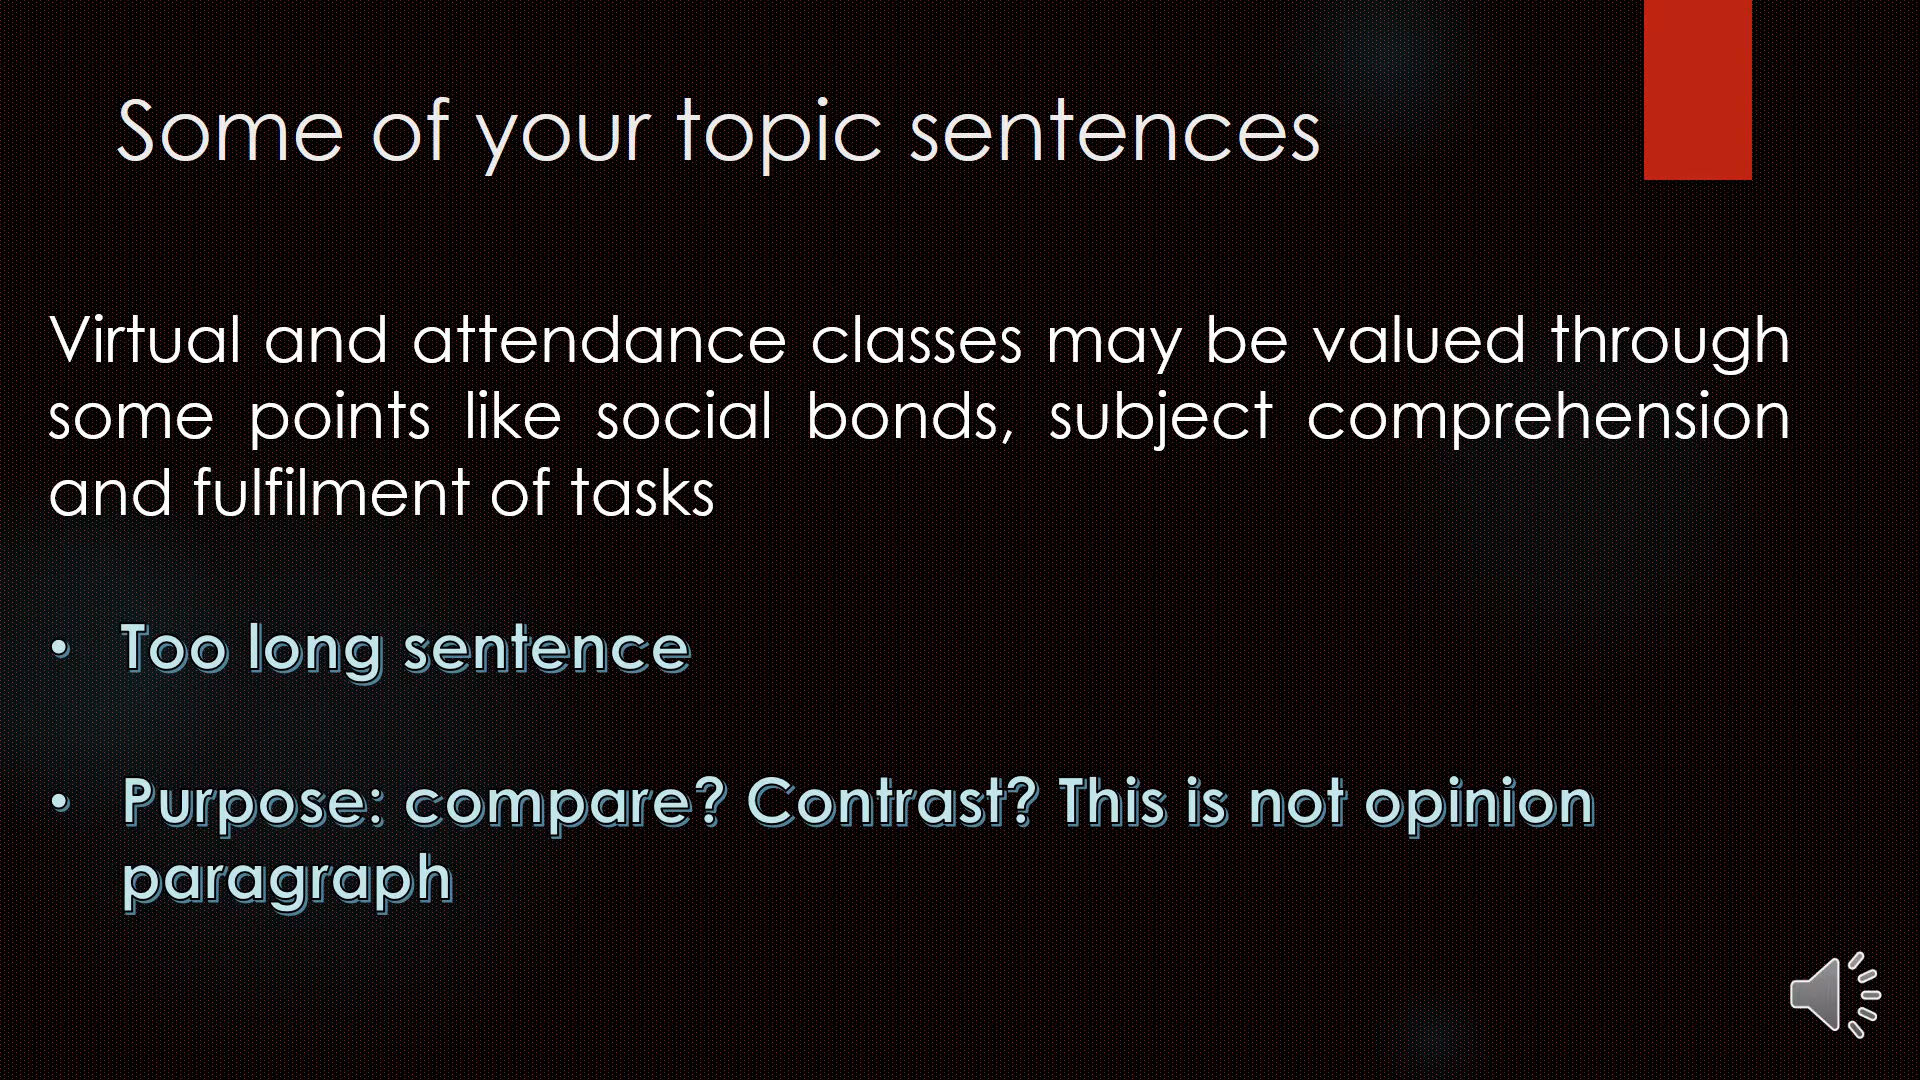 Some of your topic sentences
Virtual and attendance classes may be valued through
some points like social bonds, subject comprehension
and fulfilment of tasks
• Too long sentence
• Purpose: compare? Contrast? This is not opinion
paragraph